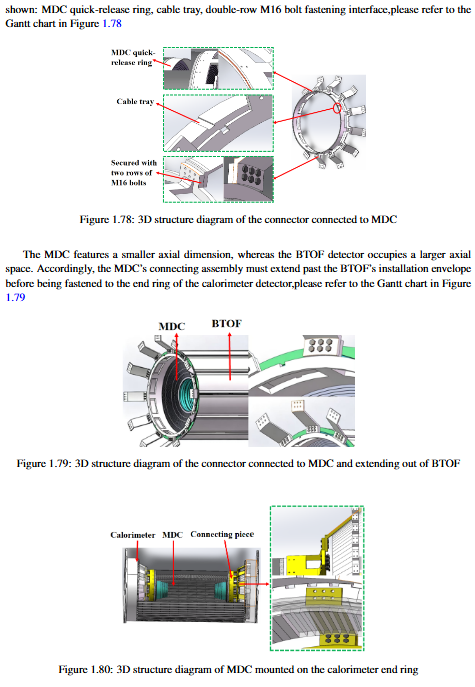 shown: MDC quick-release ring, cable tray, double-row M16 bolt fastening interface,please refer to the
Gantt chart in Figure 1.78
MDC quick-
release ring
Cable tray
Secured with
two rows of
M16 bolts
Figure 1.78: 3D structure diagram of the connector connected to MDC
The MDC features a smaller axial dimension, whereas the BTOF detector occupies a larger axial
space. Accordingly, the MDC's connecting assembly must extend past the BTOF's installation envelope
before being fastened to the end ring of the calorimeter detector,please refer to the Gantt chart in Figure
1.79
MDC BTOF
Figure 1.79: 3D structure diagram of the connector connected to MDC and extending out of BTOF
Calorimeter MDC Connecting piece
Figure 1.80: 3D structure diagram of MDC mounted on the calorimeter end ring